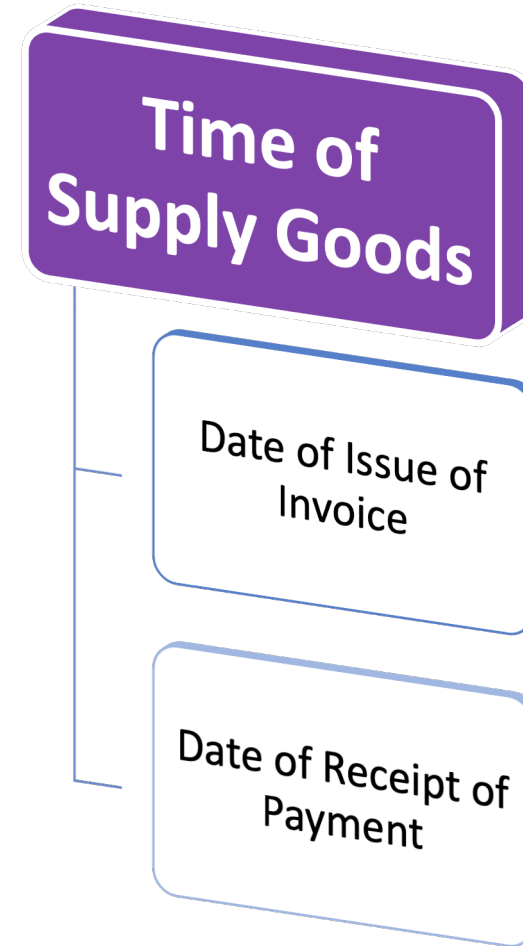 Time of
Supply Goods
Date of Issue of
Invoice
Date of Receipt of
Payment